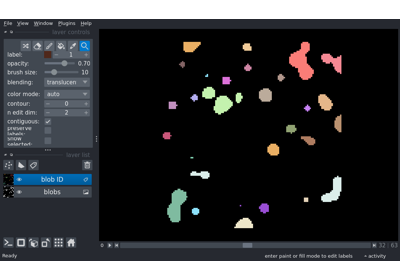 File View Window Plugins Help
layer controls
label: 1
opacity: 0.70
brush size: 10
blending: translucen
color mode: auto
contour: 0
n edit dim: 2
contiguous: ✓
preserve
labels:
show
selected:
layer list
blob ID
blobs
0 32 63
Ready enter paint or fill mode to edit labels activity